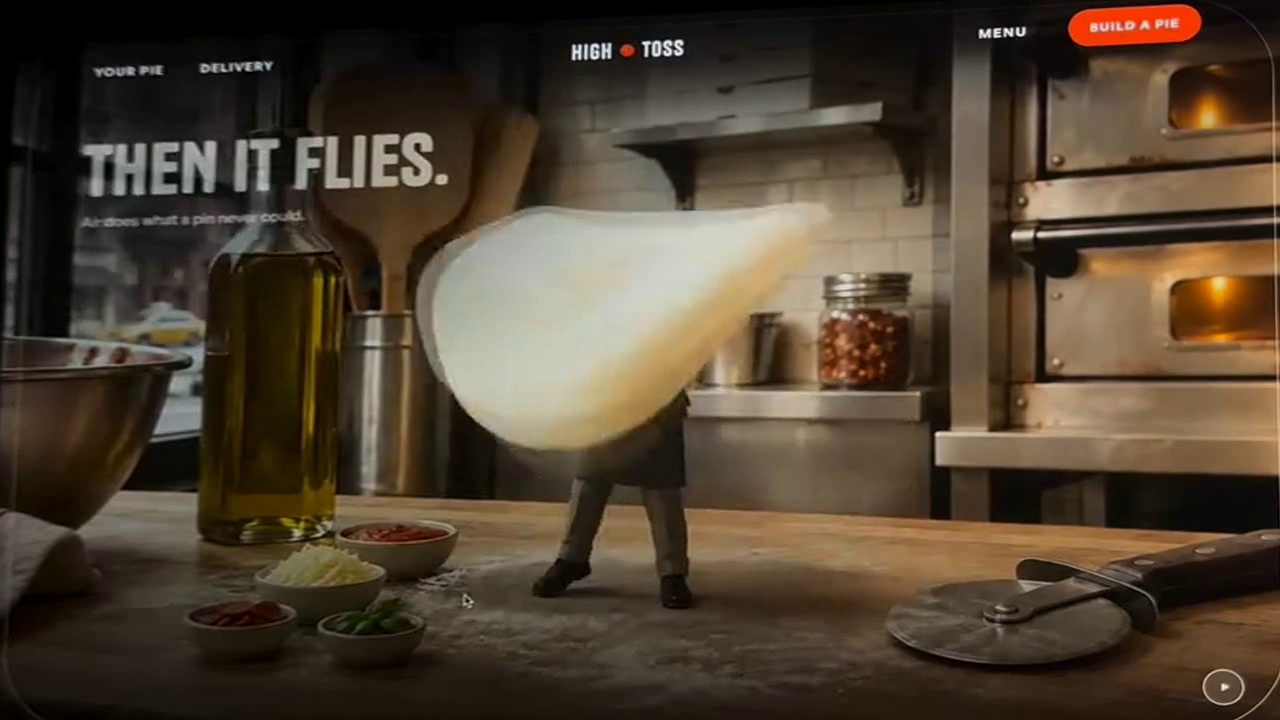 YOUR PIE
DELIVERY
HIGH TOSS
MENU
BUILD A PIE
THEN IT FLIES.
Air does what a pin never could.